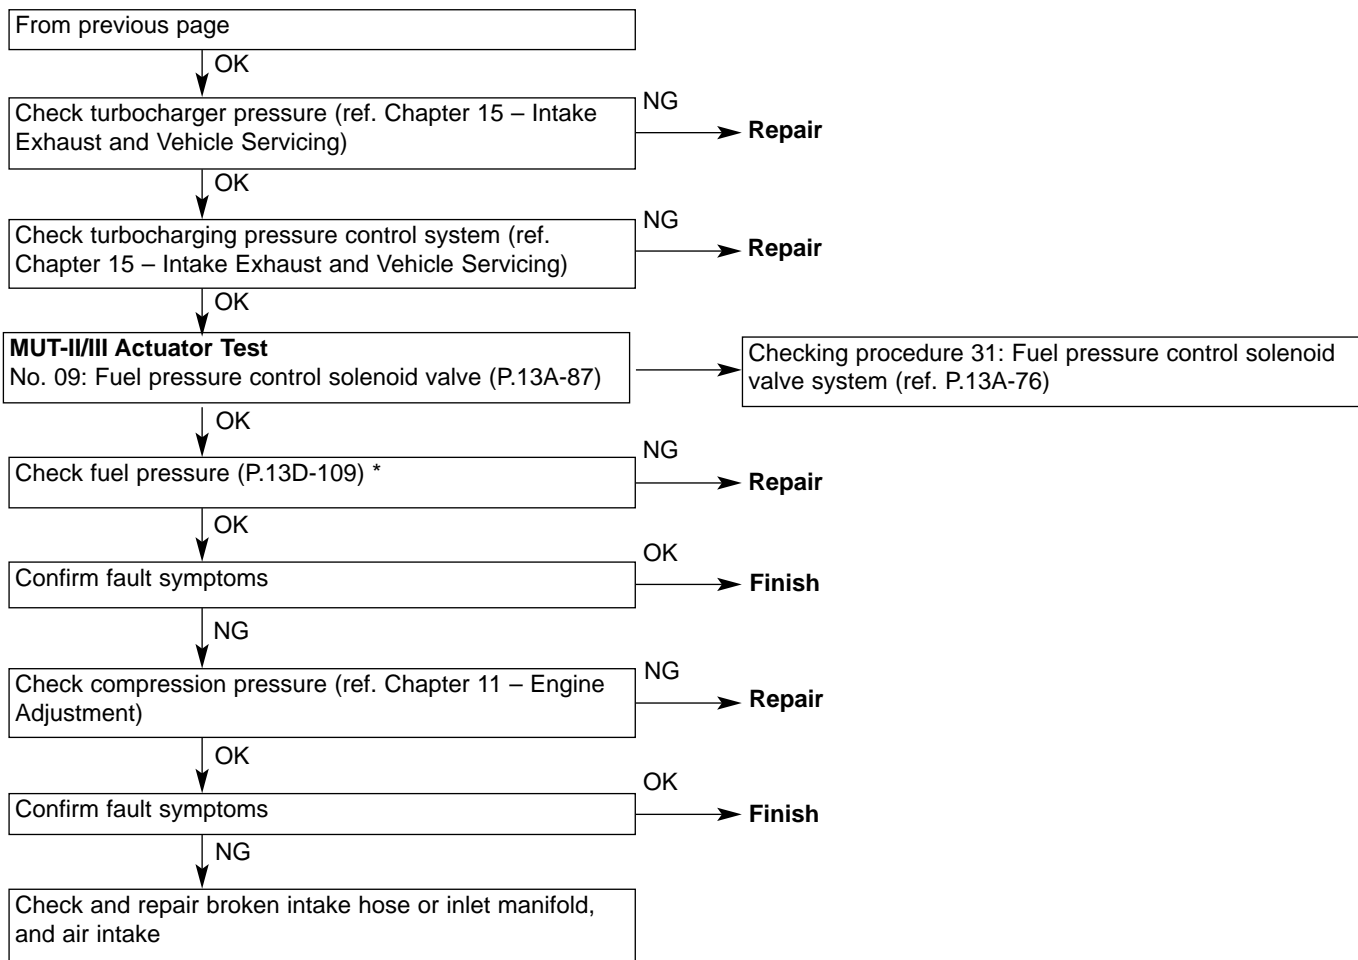 From previous page
OK
Check turbocharger pressure (ref. Chapter 15 – Intake
Exhaust and Vehicle Servicing)
NG
Repair
OK
Check turbocharging pressure control system (ref.
Chapter 15 – Intake Exhaust and Vehicle Servicing)
NG
Repair
OK
MUT-II/III Actuator Test
No. 09: Fuel pressure control solenoid valve (P.13A-87)
Checking procedure 31: Fuel pressure control solenoid
valve system (ref. P.13A-76)
OK
Check fuel pressure (P.13D-109) *
NG
Repair
OK
Confirm fault symptoms
OK
Finish
NG
Check compression pressure (ref. Chapter 11 – Engine
Adjustment)
NG
Repair
OK
Confirm fault symptoms
OK
Finish
NG
Check and repair broken intake hose or inlet manifold,
and air intake